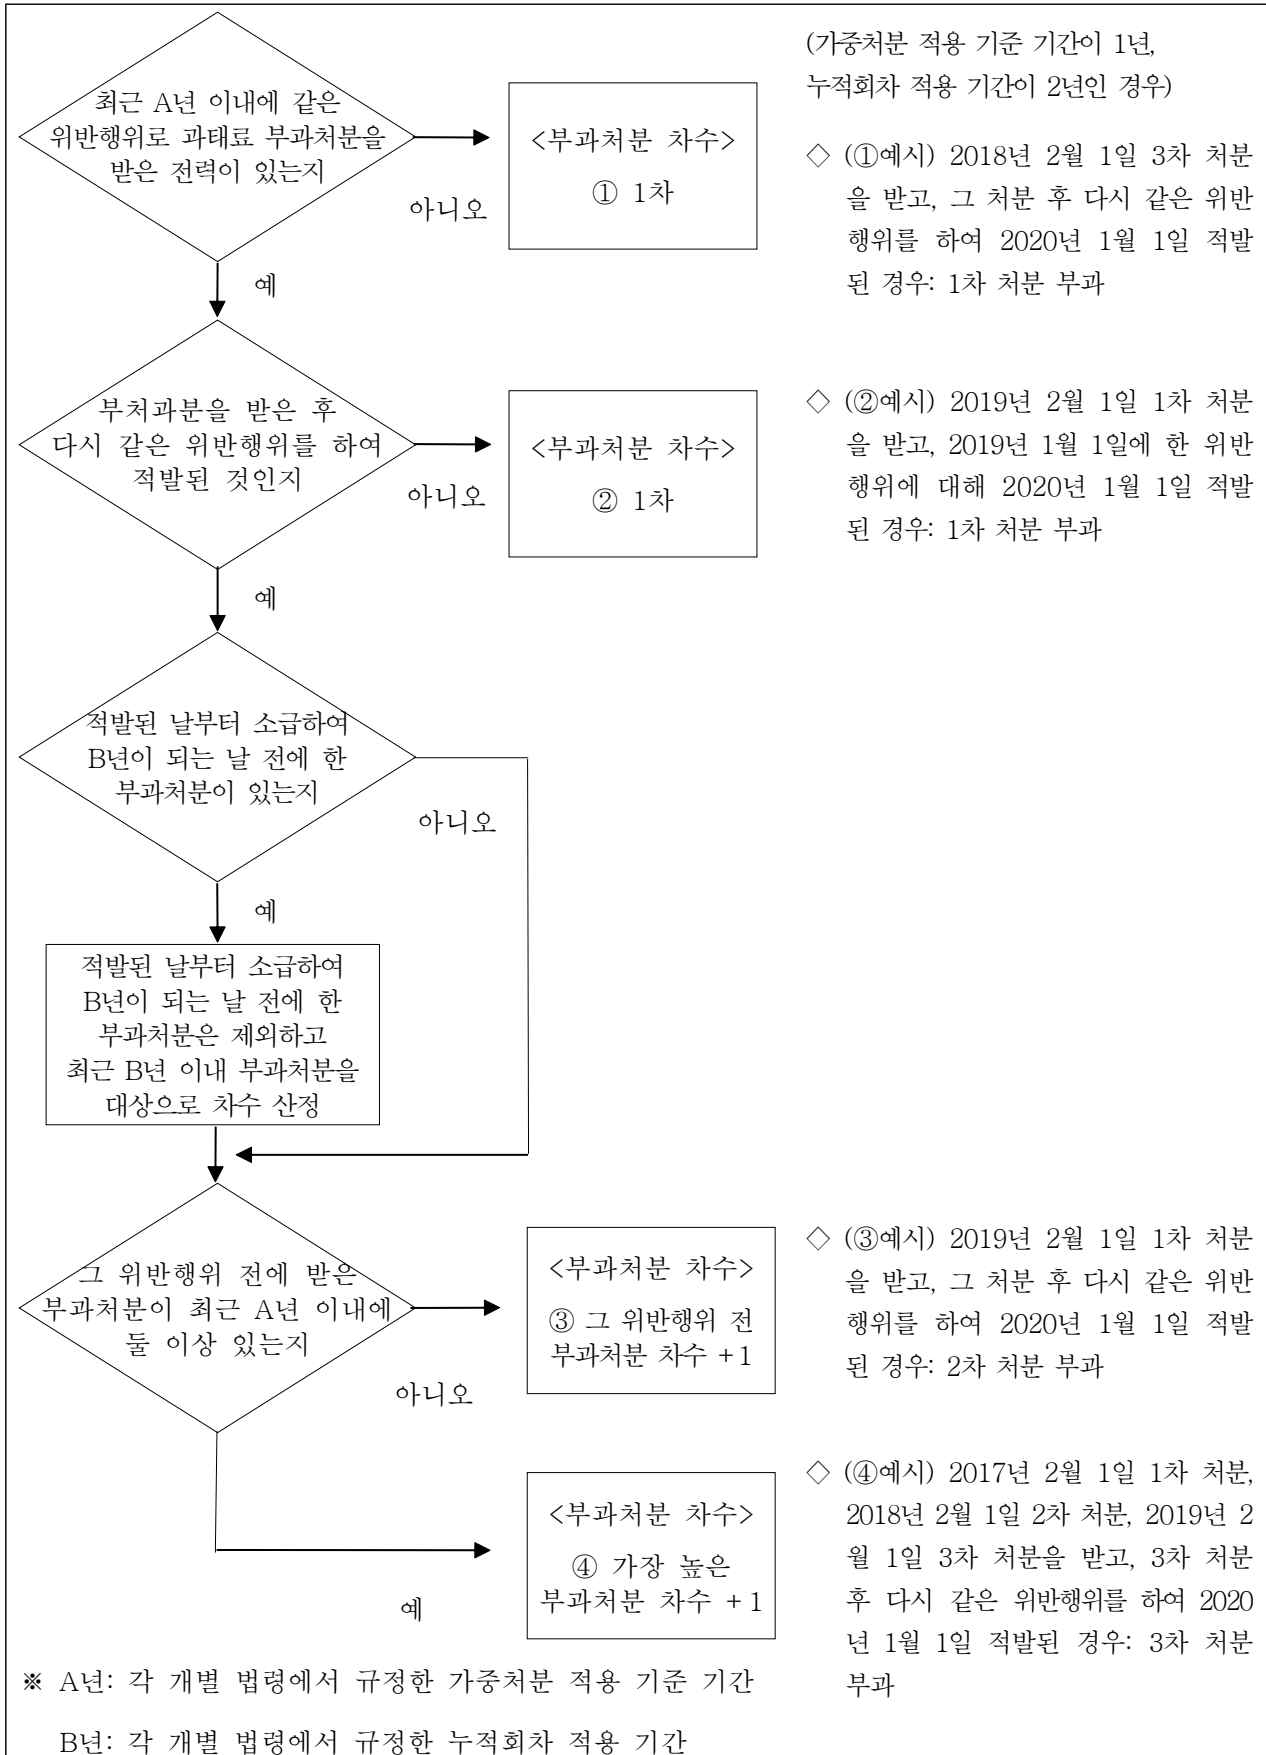 (가중처분 적용 기준 기간이 1년,
누적회차 적용 기간이 2년인 경우)
최근 A년 이내에 같은
위반행위로 과태료 부과처분을
받은 전력이 있는지
아니오
예
<부과처분 차수>
① 1차
◇ (①예시) 2018년 2월 1일 3차 처분
을 받고, 그 처분 후 다시 같은 위반
행위를 하여 2020년 1월 1일 적발
된 경우: 1차 처분 부과
부처과분을 받은 후
다시 같은 위반행위를 하여
적발된 것인지
아니오
예
<부과처분 차수>
② 1차
◇ (②예시) 2019년 2월 1일 1차 처분
을 받고, 2019년 1월 1일에 한 위반
행위에 대해 2020년 1월 1일 적발
된 경우: 1차 처분 부과
적발된 날부터 소급하여
B년이 되는 날 전에 한
부과처분이 있는지
아니오
예
적발된 날부터 소급하여
B년이 되는 날 전에 한
부과처분은 제외하고
최근 B년 이내 부과처분을
대상으로 차수 산정
그 위반행위 전에 받은
부과처분이 최근 A년 이내에
둘 이상 있는지
아니오
<부과처분 차수>
③ 그 위반행위 전
부과처분 차수 +1
◇ (③예시) 2019년 2월 1일 1차 처분
을 받고, 그 처분 후 다시 같은 위반
행위를 하여 2020년 1월 1일 적발
된 경우: 2차 처분 부과
예
<부과처분 차수>
④ 가장 높은
부과처분 차수 +1
◇ (④예시) 2017년 2월 1일 1차 처분,
2018년 2월 1일 2차 처분, 2019년 2
월 1일 3차 처분을 받고, 3차 처분
후 다시 같은 위반행위를 하여 2020
년 1월 1일 적발된 경우: 3차 처분
부과
※ A년: 각 개별 법령에서 규정한 가중처분 적용 기준 기간
B년: 각 개별 법령에서 규정한 누적회차 적용 기간